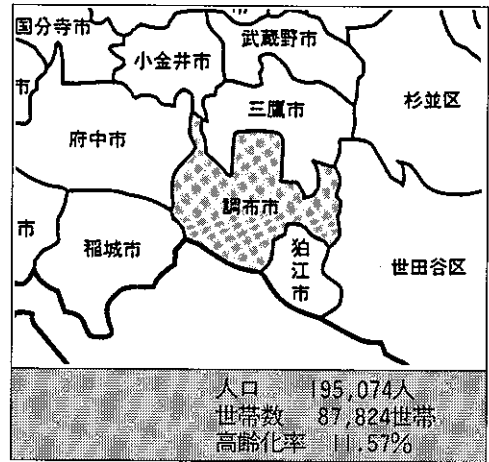 国分寺市
武蔵野市
小金井市
杉並区
市
三鷹市
府中市
調布市
市
稲城市
狛江市
世田谷区
人口 195,074人
世帯数 87,824世帯
高齢化率 11.57%